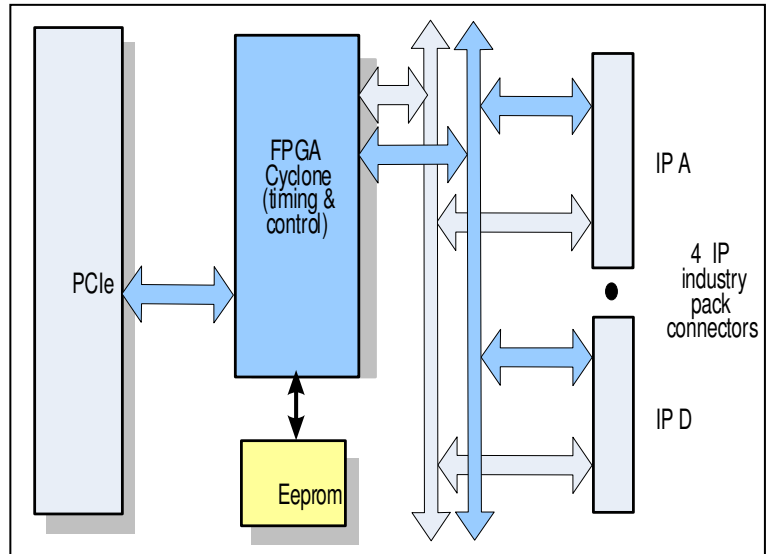 PCIe
FPGA
Cyclone
(timing &
control)
Eeprom
IP A
4 IP
industry
pack
connectors
IP D